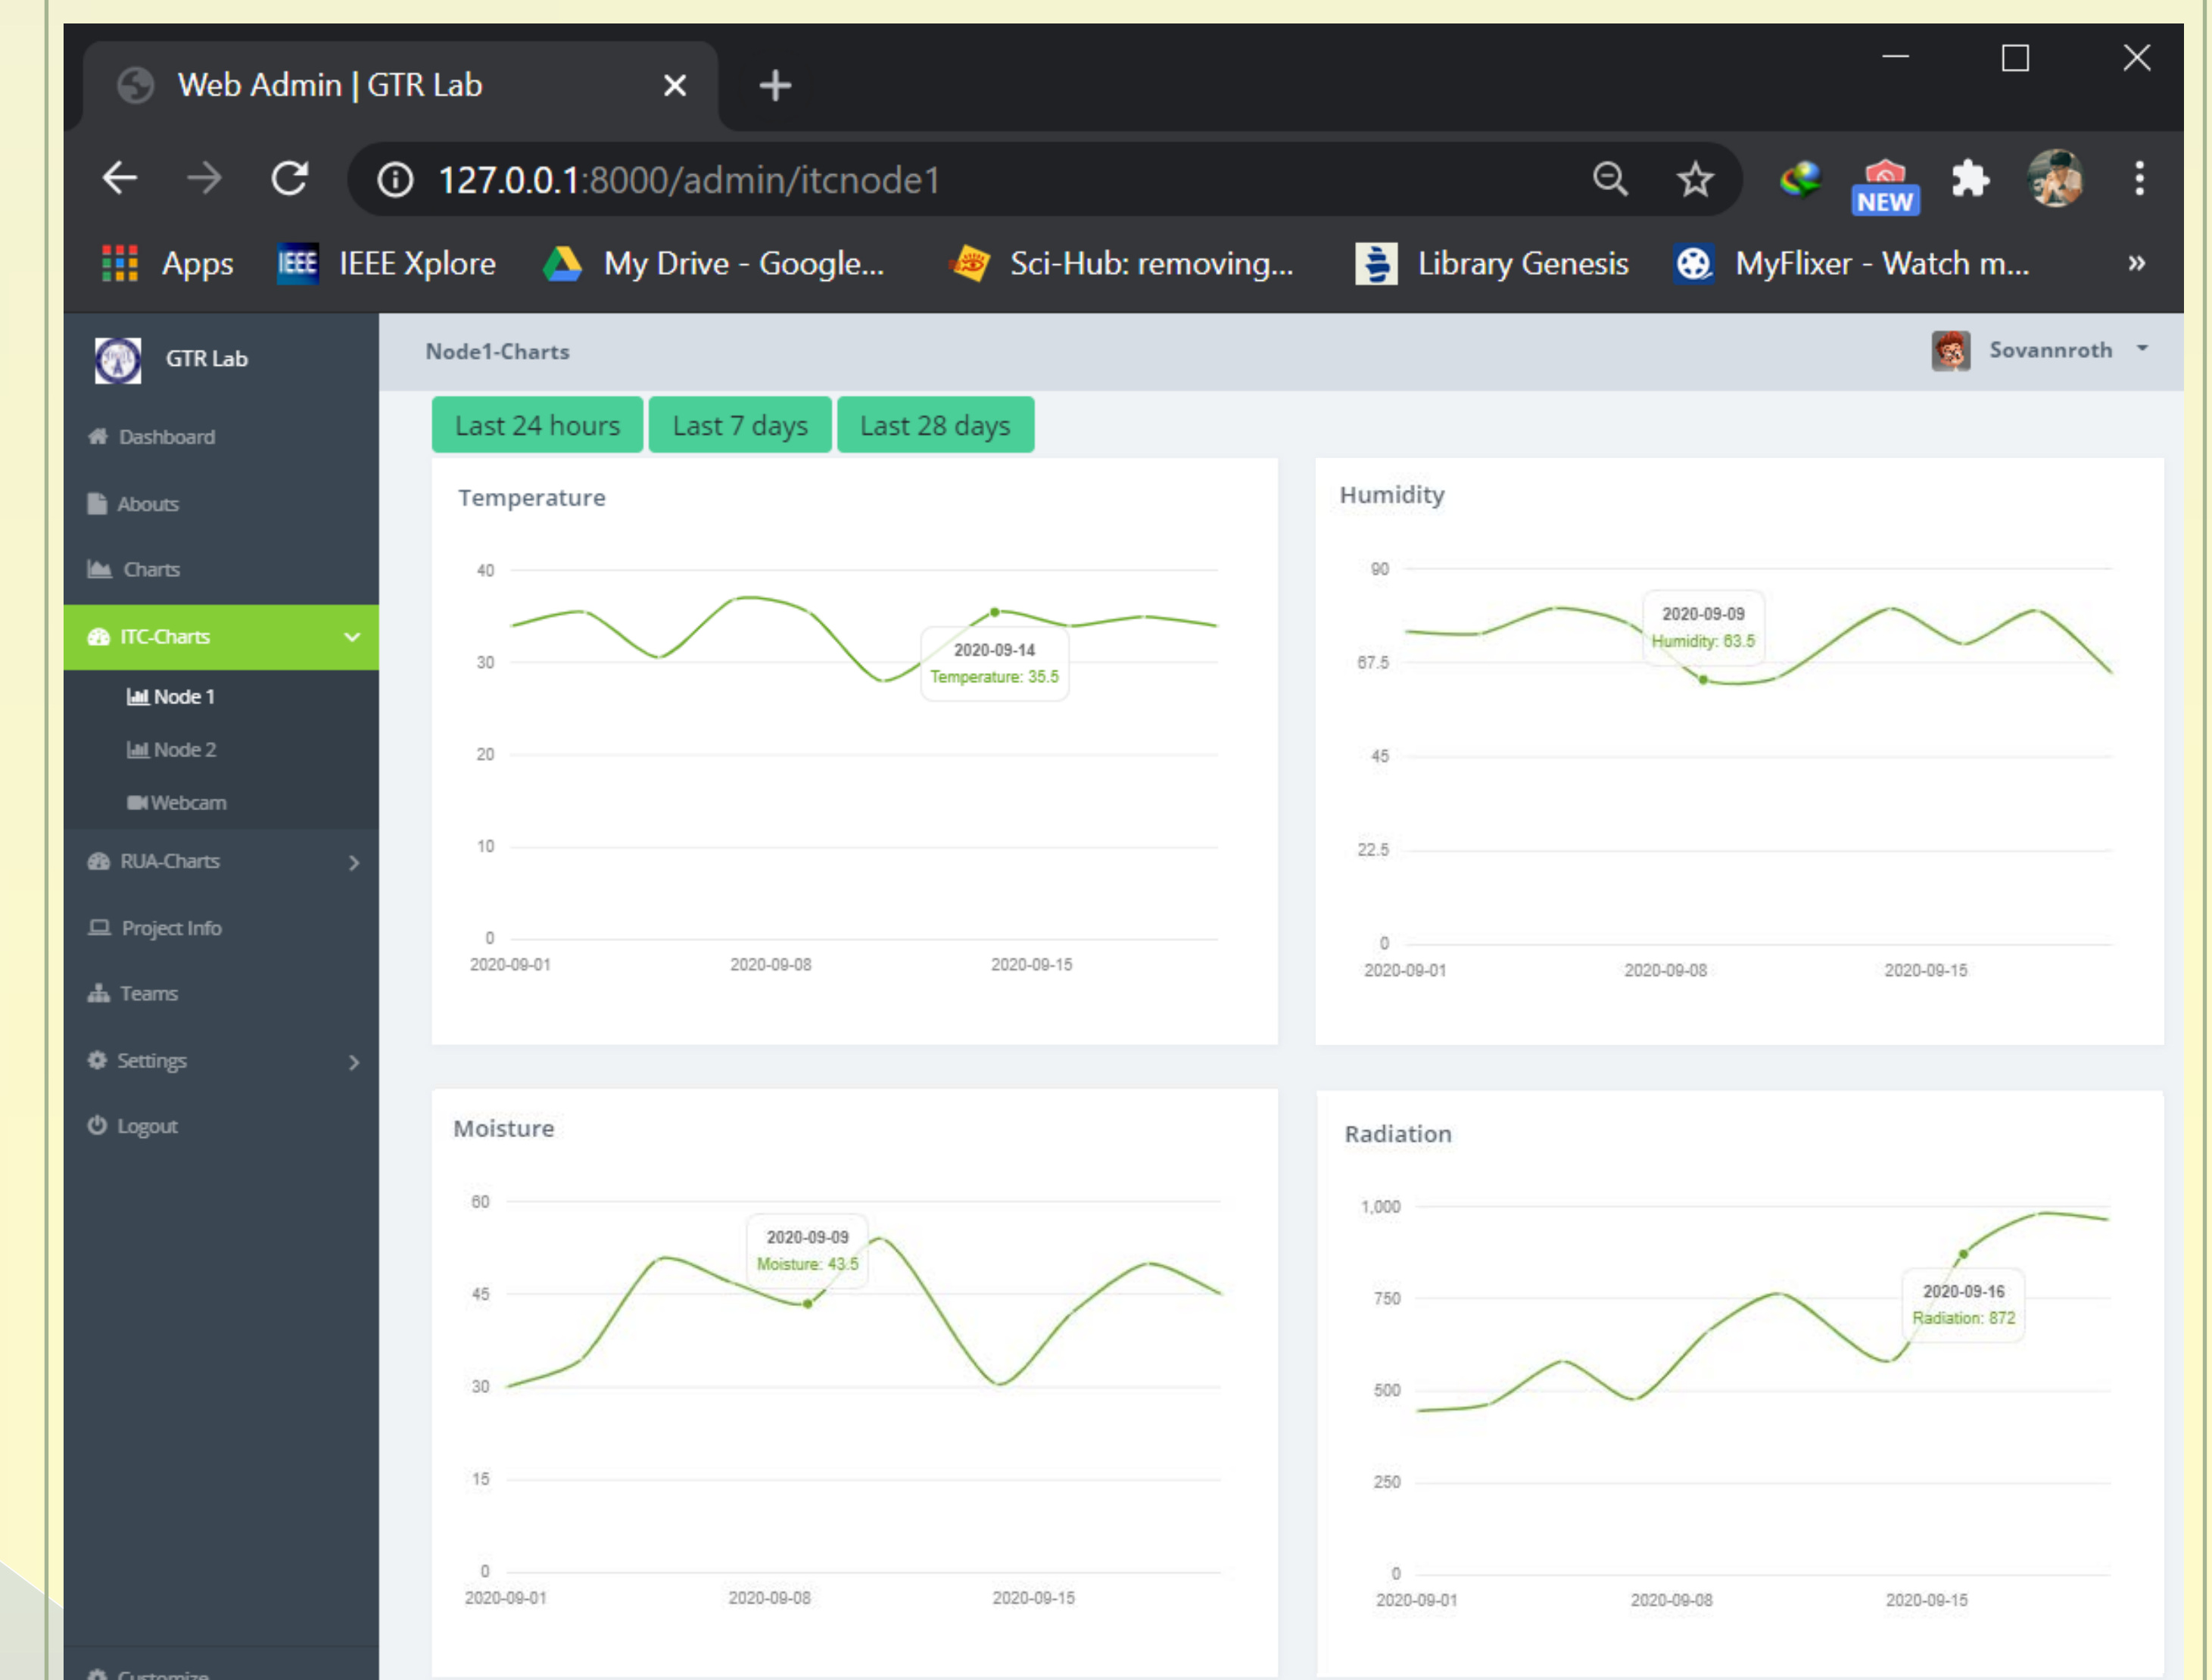 Web Admin | GTR Lab
127.0.0.1:8000/admin/itcnode1
NEW
Apps IEEE IEEE Xplore My Drive - Google... Sci-Hub: removing... Library Genesis MyFlixer - Watch m... »
GTR Lab
Dashboard
Abouts
Charts
ITC-Charts
Node 1
Node 2
Webcam
RUA-Charts
Project Info
Teams
Settings
Logout
Customize
Node1-Charts
Sovannroth
Last 24 hours Last 7 days Last 28 days
Temperature
40
30
20
10
0
2020-09-14
Temperature: 35.5
2020-09-01 2020-09-08 2020-09-15
Humidity
90
67.5
45
22.5
0
2020-09-09
Humidity: 63.5
2020-09-01 2020-09-08 2020-09-15
Moisture
60
45
30
15
0
2020-09-09
Moisture: 43.5
2020-09-01 2020-09-08 2020-09-15
Radiation
1,000
750
500
250
0
2020-09-16
Radiation: 872
2020-09-01 2020-09-08 2020-09-15